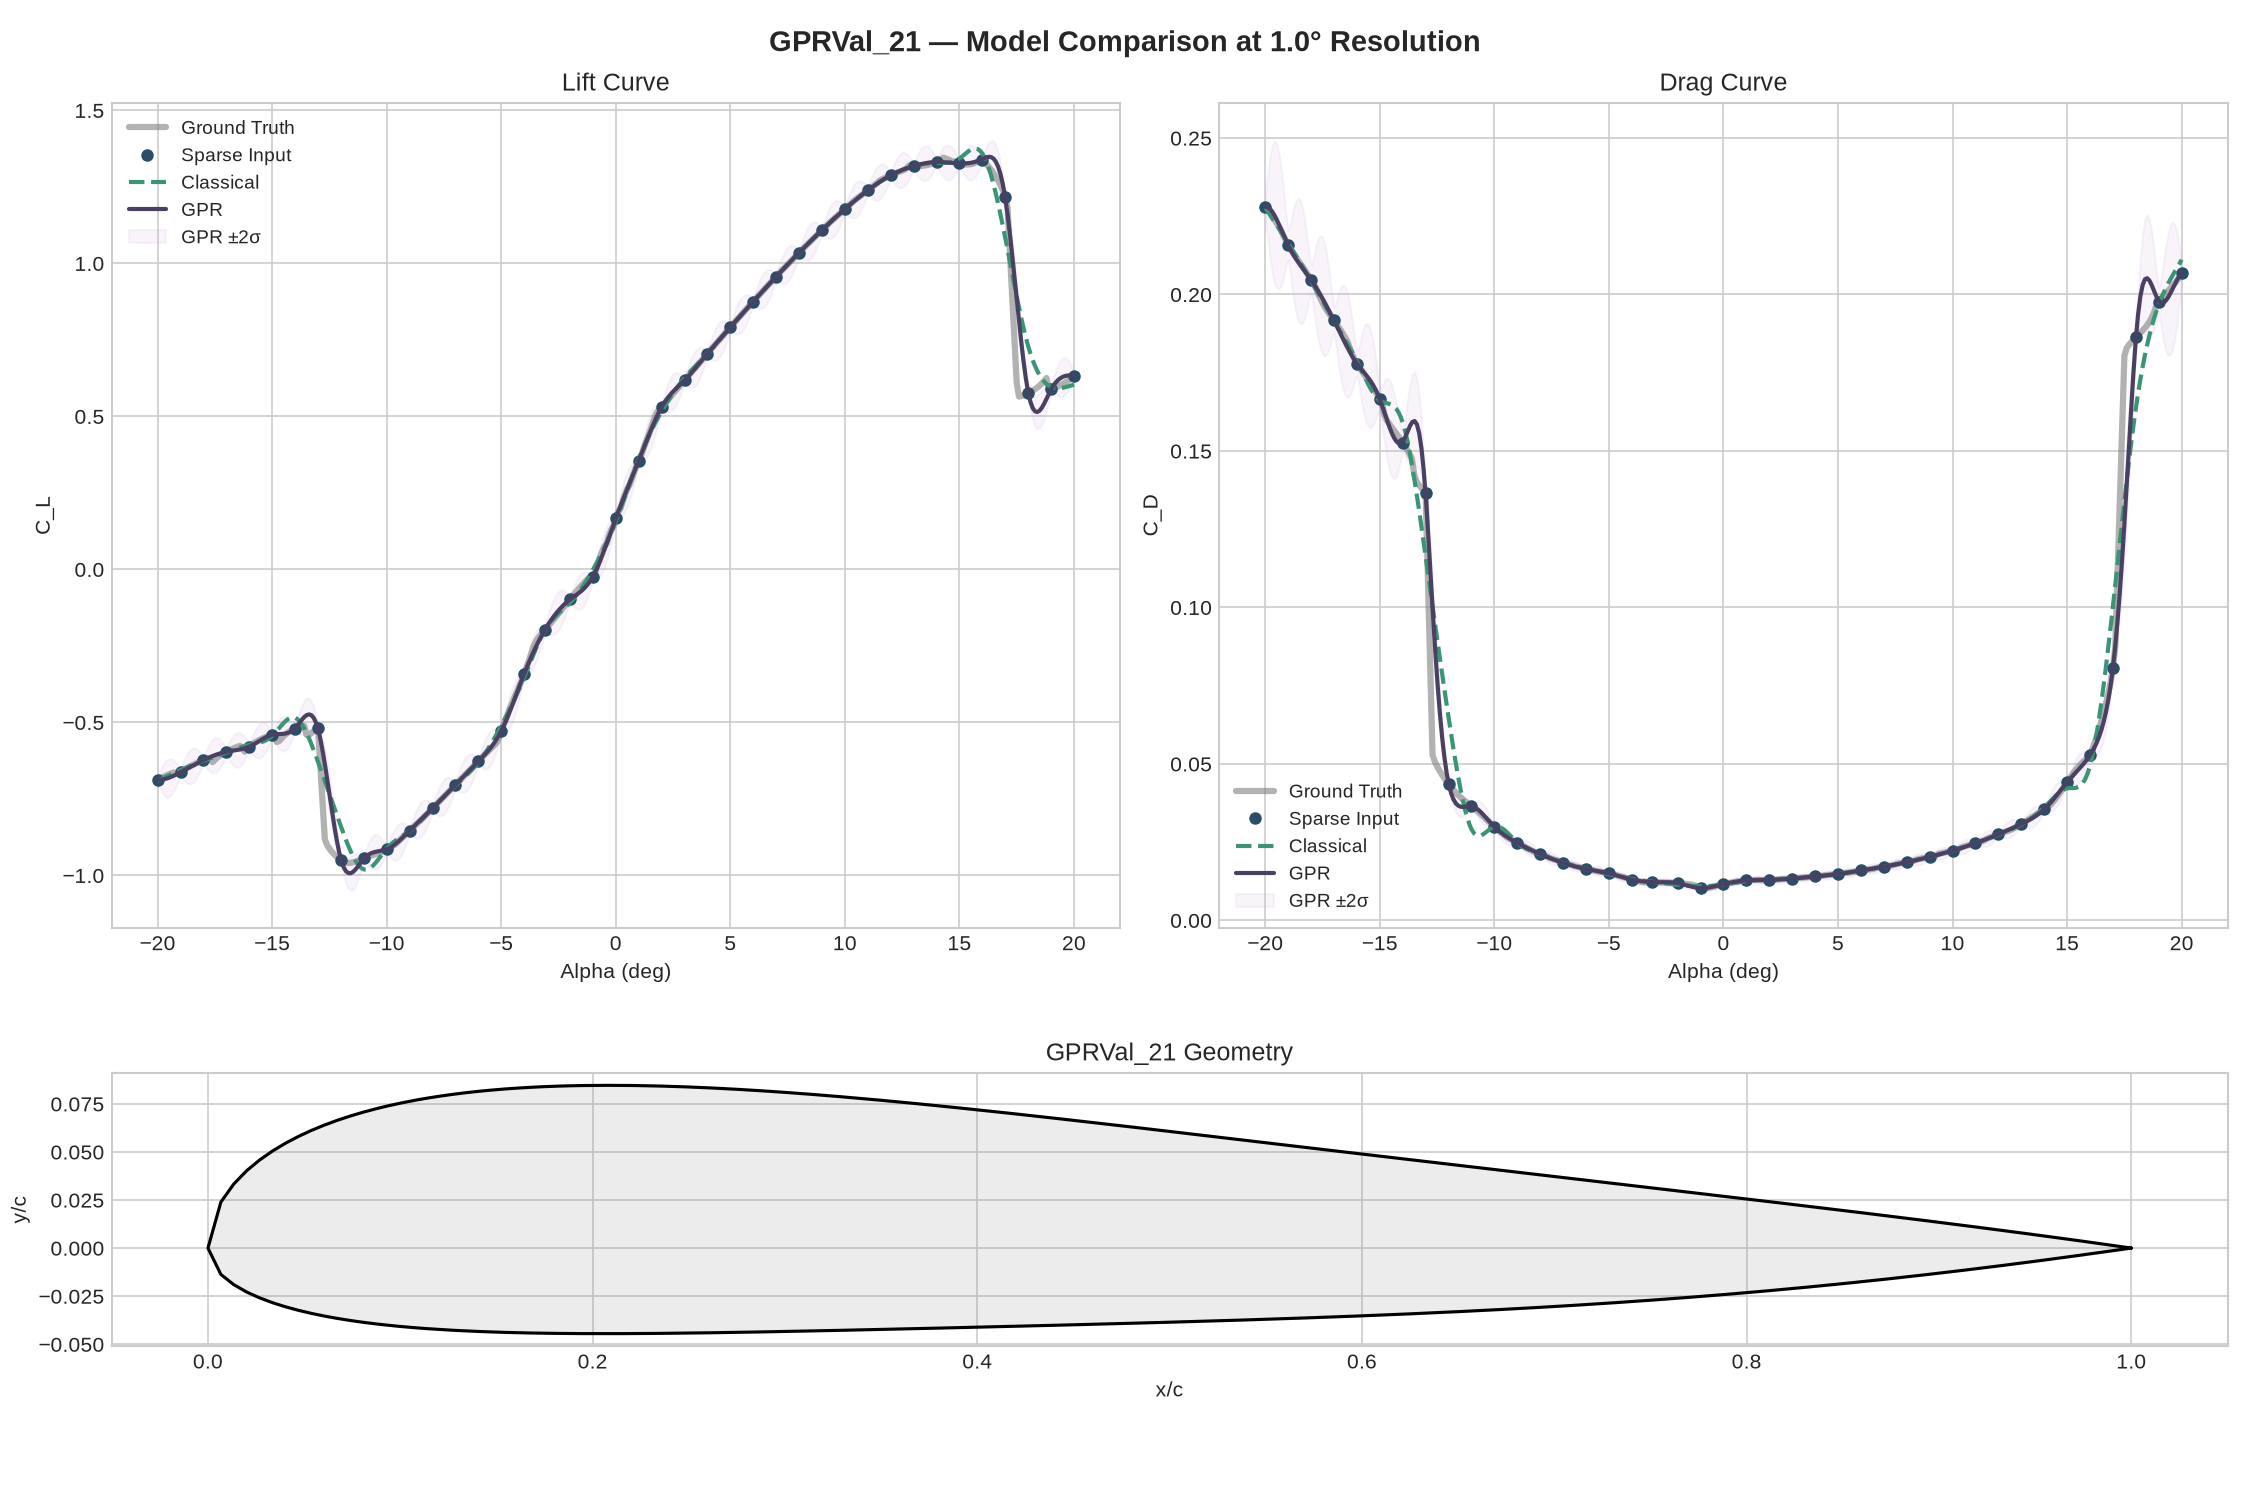 GPRVal_21 — Model Comparison at 1.0° Resolution
Lift Curve
1.5
1.0
0.5
0.0
−0.5
−1.0
C_L
Ground Truth
Sparse Input
Classical
GPR
GPR ±2σ
−20 −15 −10 −5 0 5 10 15 20
Alpha (deg)
Drag Curve
0.25
0.20
0.15
0.10
0.05
0.00
C_D
Ground Truth
Sparse Input
Classical
GPR
GPR ±2σ
−20 −15 −10 −5 0 5 10 15 20
Alpha (deg)
GPRVal_21 Geometry
0.075
0.050
0.025
0.000
−0.025
−0.050
y/c
0.0 0.2 0.4 0.6 0.8 1.0
x/c